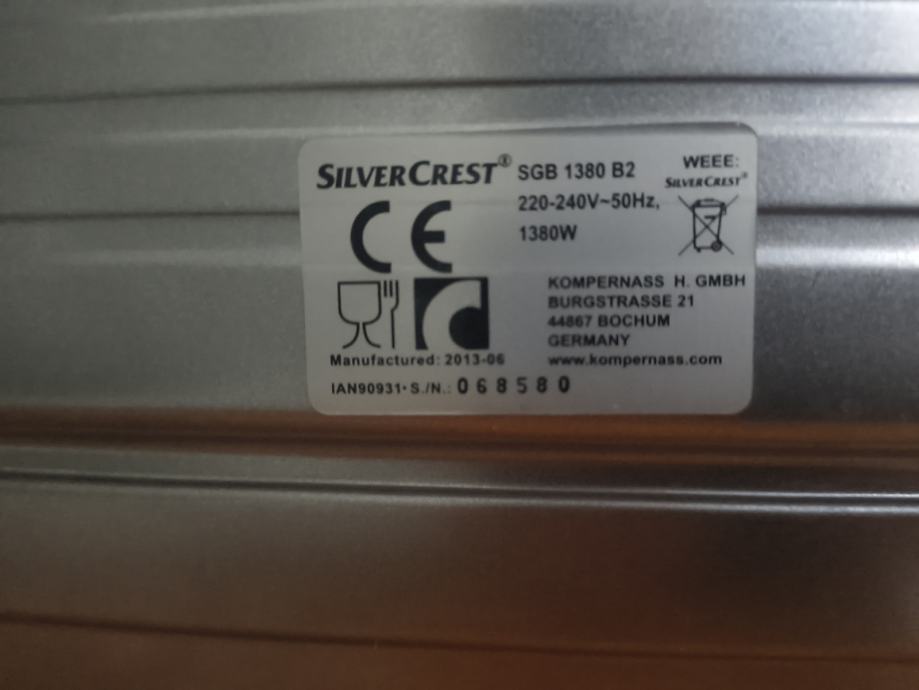 SILVERCREST® SGB 1380 B2
220-240V~50Hz,
1380W
WEEE:
SILVERCREST®
CE
KOMPERNASS H. GMBH
BURGSTRASSE 21
44867 BOCHUM
GERMANY
www.kompernass.com
Manufactured: 2013-06
IAN90931• S./N.: 068580